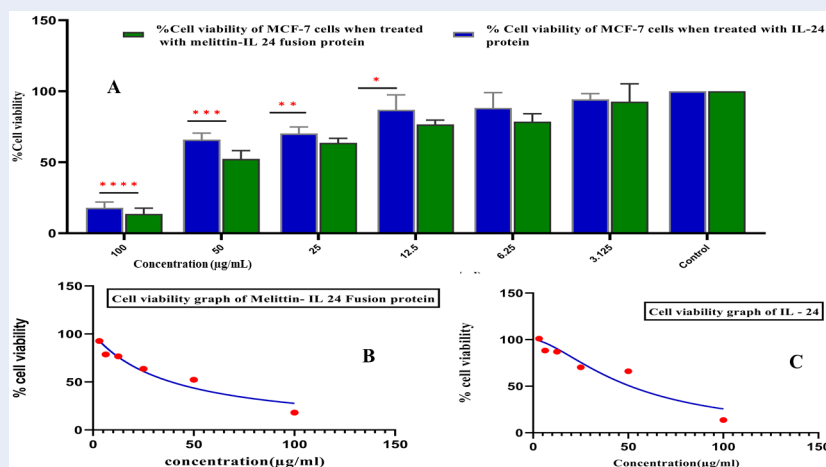 %Cell viability of MCF-7 cells when treated
with melittin-IL 24 fusion protein
% Cell viability of MCF-7 cells when treated with IL-24
protein
A
%Cell viability
150
100
50
0
****
***
**
*
100
50
25
12.5
6.25
3.125
Control
Concentration (µg/mL)
Cell viability graph of Melittin- IL 24 Fusion protein
B
% cell viability
150
100
50
0
0
50
100
150
concentration(µg/ml)
Cell viability graph of IL - 24
C
% cell viability
150
100
50
0
0
50
100
150
Concentration(µg/ml)